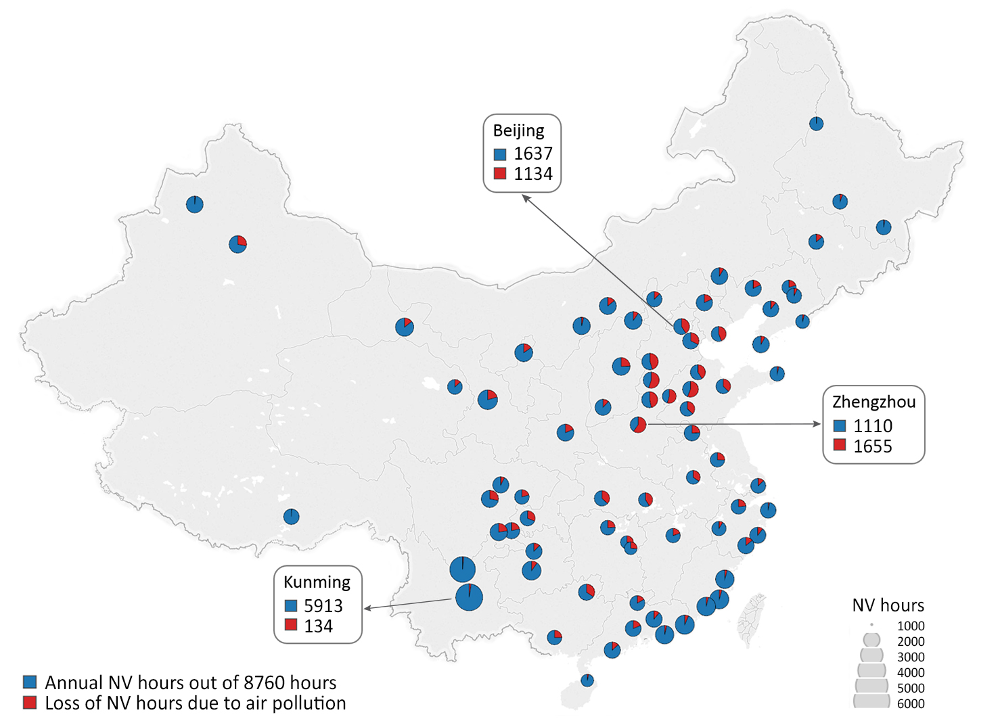 Beijing
1637
1134
Zhengzhou
1110
1655
Kunming
5913
134
NV hours
1000
2000
3000
4000
5000
6000
Annual NV hours out of 8760 hours
Loss of NV hours due to air pollution